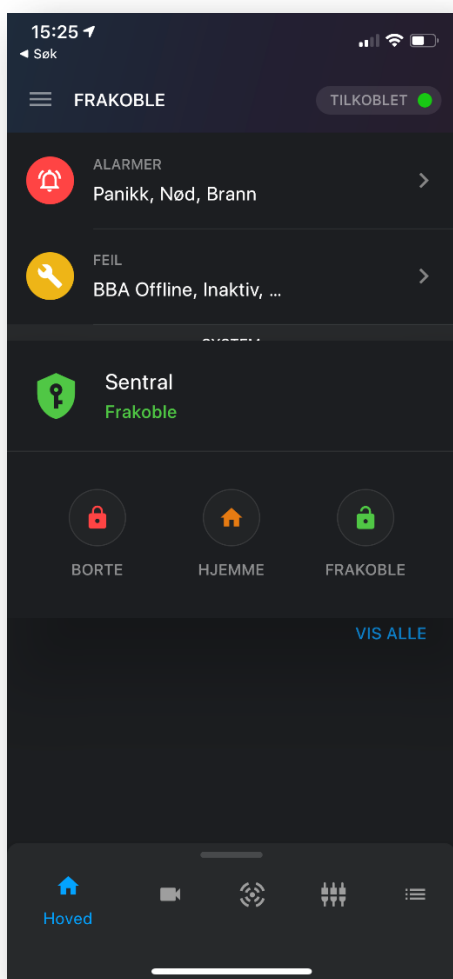 15:25
◀ Søk
FRAKOBLE
TILKOBLET
ALARMER
Panikk, Nød, Brann
FEIL
BBA Offline, Inaktiv, ...
SYSTEM
Sentral
Frakoble
BORTE
HJEMME
FRAKOBLE
VIS ALLE
Hoved